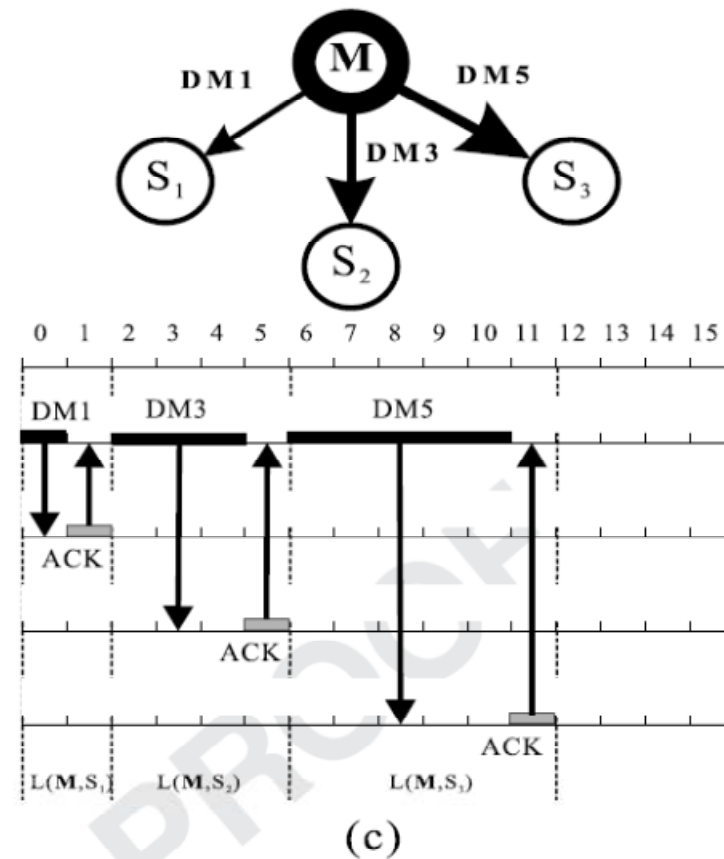 M
DM1
DM5
DM3
S₁
S₃
S₂
0 1 2 3 4 5 6 7 8 9 10 11 12 13 14 15
DM1 DM3 DM5
ACK
ACK
ACK
L(M,S₁) L(M,S₂) L(M,S₃)
PROOF
(c)